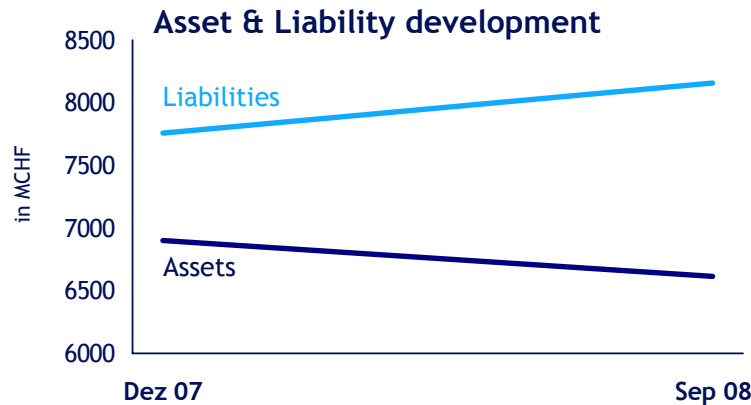 Asset & Liability development
8500
8000
7500
7000
6500
6000
in MCHF
Liabilities
Assets
Dez 07
Sep 08